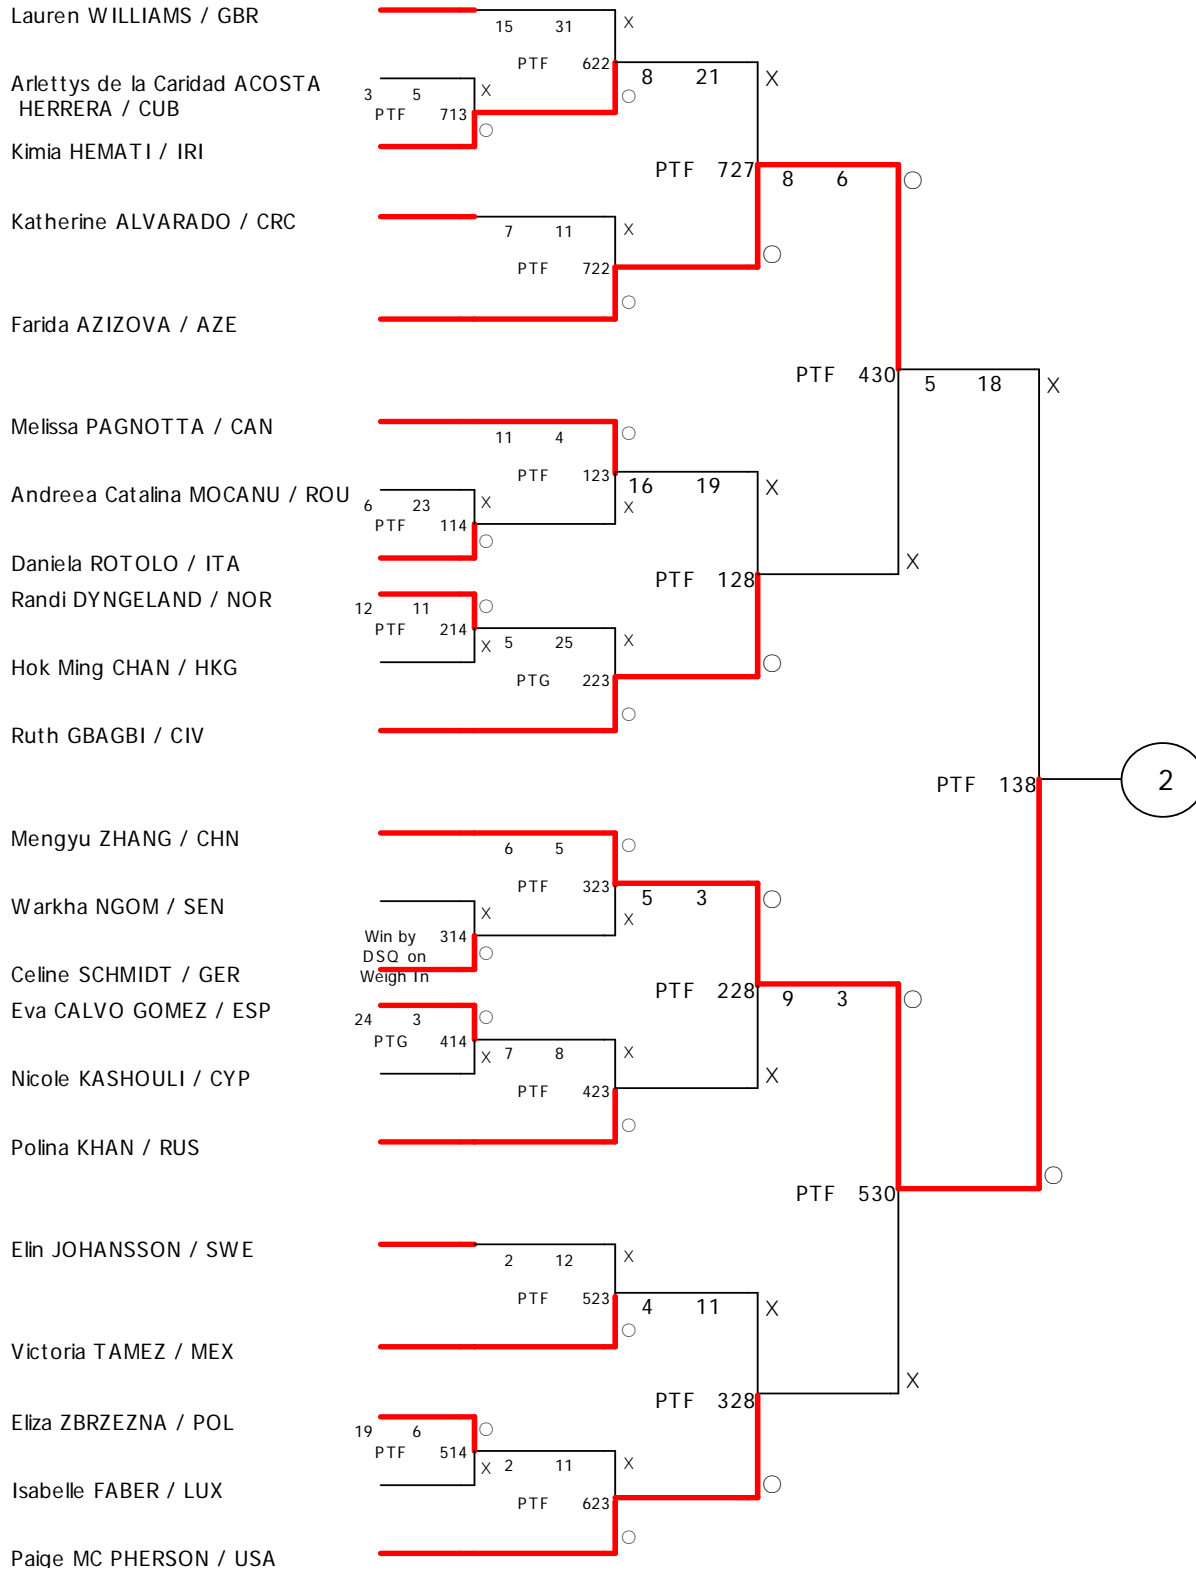 Lauren WILLIAMS / GBR
15 31 X
PTF 622
8 21 X
Arlettys de la Caridad ACOSTA
HERRERA / CUB
3 5 X
PTF 713
O
O
Kimia HEMATI / IRI
PTF 727
8 6 O
Katherine ALVARADO / CRC
7 11 X
PTF 722
O
O
Farida AZIZOVA / AZE
PTF 430
5 18 X
Melissa PAGNOTTA / CAN
11 4 O
PTF 123
16 19 X
Andreea Catalina MOCANU / ROU
6 23 X
PTF 114
X
O
Daniela ROTOLO / ITA
PTF 128
X
Randi DYNGELAND / NOR
12 11 O
PTF 214
X
5 25 X
Hok Ming CHAN / HKG
PTG 223
O
O
Ruth GBAGBI / CIV
PTF 138
2
Mengyu ZHANG / CHN
6 5 O
PTF 323
5 3 O
Warkha NGOM / SEN
X
X
Win by 314
DSQ on
Weigh In
O
Celine SCHMIDT / GER
PTF 228
9 3 O
Eva CALVO GOMEZ / ESP
24 3 O
PTG 414
X
7 8 X
Nicole KASHOULI / CYP
PTF 423
X
O
Polina KHAN / RUS
PTF 530
O
Elin JOHANSSON / SWE
2 12 X
PTF 523
4 11 X
O
Victoria TAMEZ / MEX
PTF 328
X
Eliza ZBRZEZNA / POL
19 6 O
PTF 514
X
2 11 X
Isabelle FABER / LUX
PTF 623
O
O
Paige MC PHERSON / USA